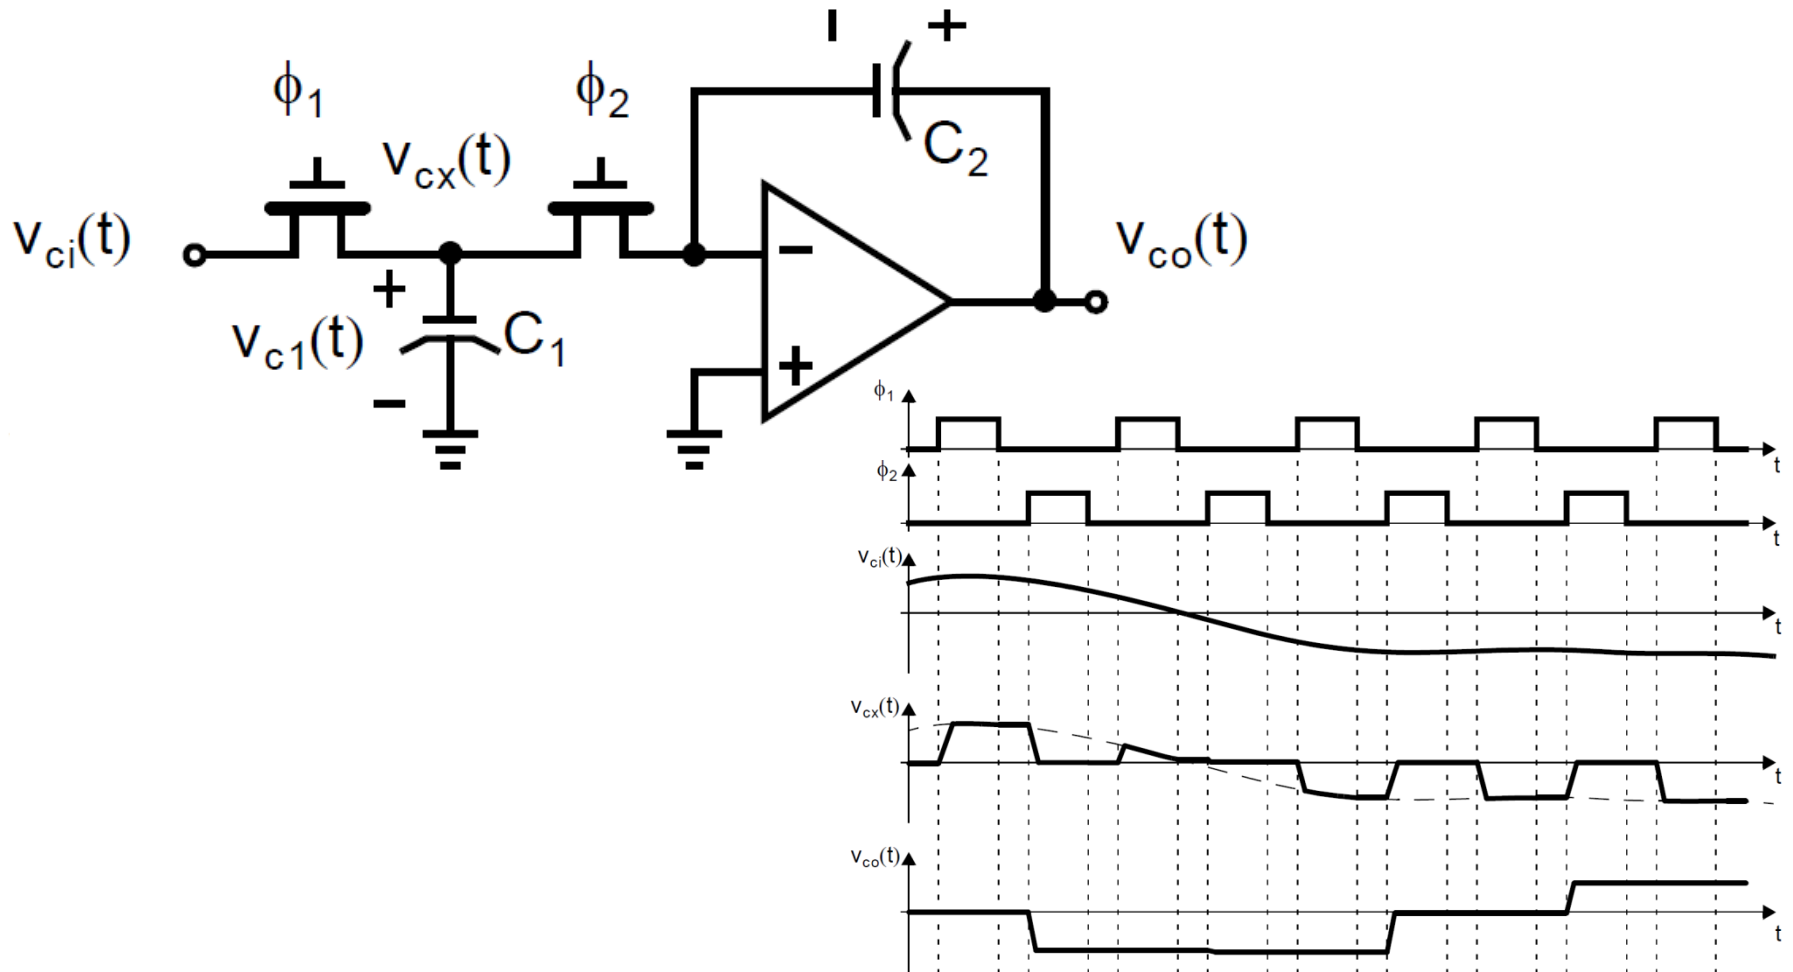 − +
ϕ1
ϕ2
C2
vcx(t)
vci(t)
−
vco(t)
+
vc1(t)
C1
+
−
ϕ1
t
ϕ2
t
vci(t)
t
vcx(t)
t
vco(t)
t